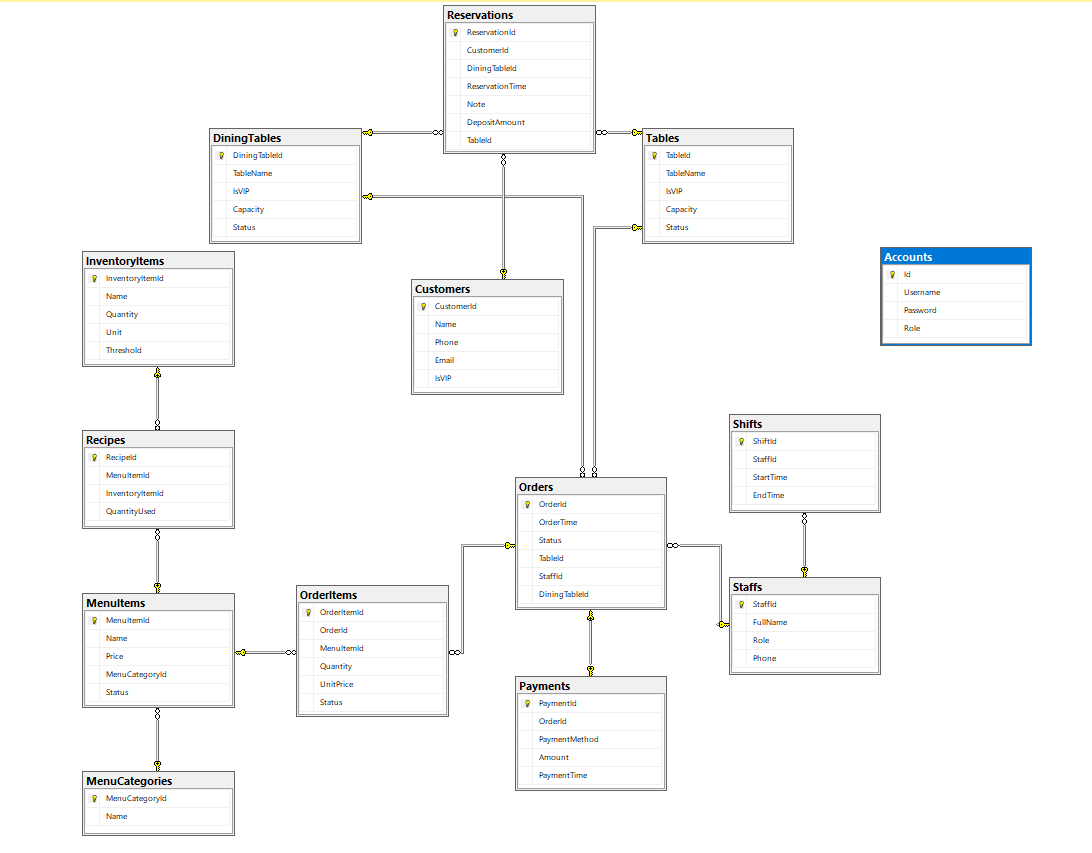 Reservations
ReservationId
CustomerId
DiningTableId
ReservationTime
Note
DepositAmount
TableId
DiningTables
DiningTableId
TableName
IsVIP
Capacity
Status
Tables
TableId
TableName
IsVIP
Capacity
Status
InventoryItems
InventoryItemId
Name
Quantity
Unit
Threshold
Customers
CustomerId
Name
Phone
Email
IsVIP
Accounts
Id
Username
Password
Role
Recipes
RecipeId
MenuItemId
InventoryItemId
QuantityUsed
Shifts
ShiftId
StaffId
StartTime
EndTime
Orders
OrderId
OrderTime
Status
TableId
StaffId
DiningTableId
Staffs
StaffId
FullName
Role
Phone
MenuItems
MenuItemId
Name
Price
MenuCategoryId
Status
OrderItems
OrderItemId
OrderId
MenuItemId
Quantity
UnitPrice
Status
Payments
PaymentId
OrderId
PaymentMethod
Amount
PaymentTime
MenuCategories
MenuCategoryId
Name